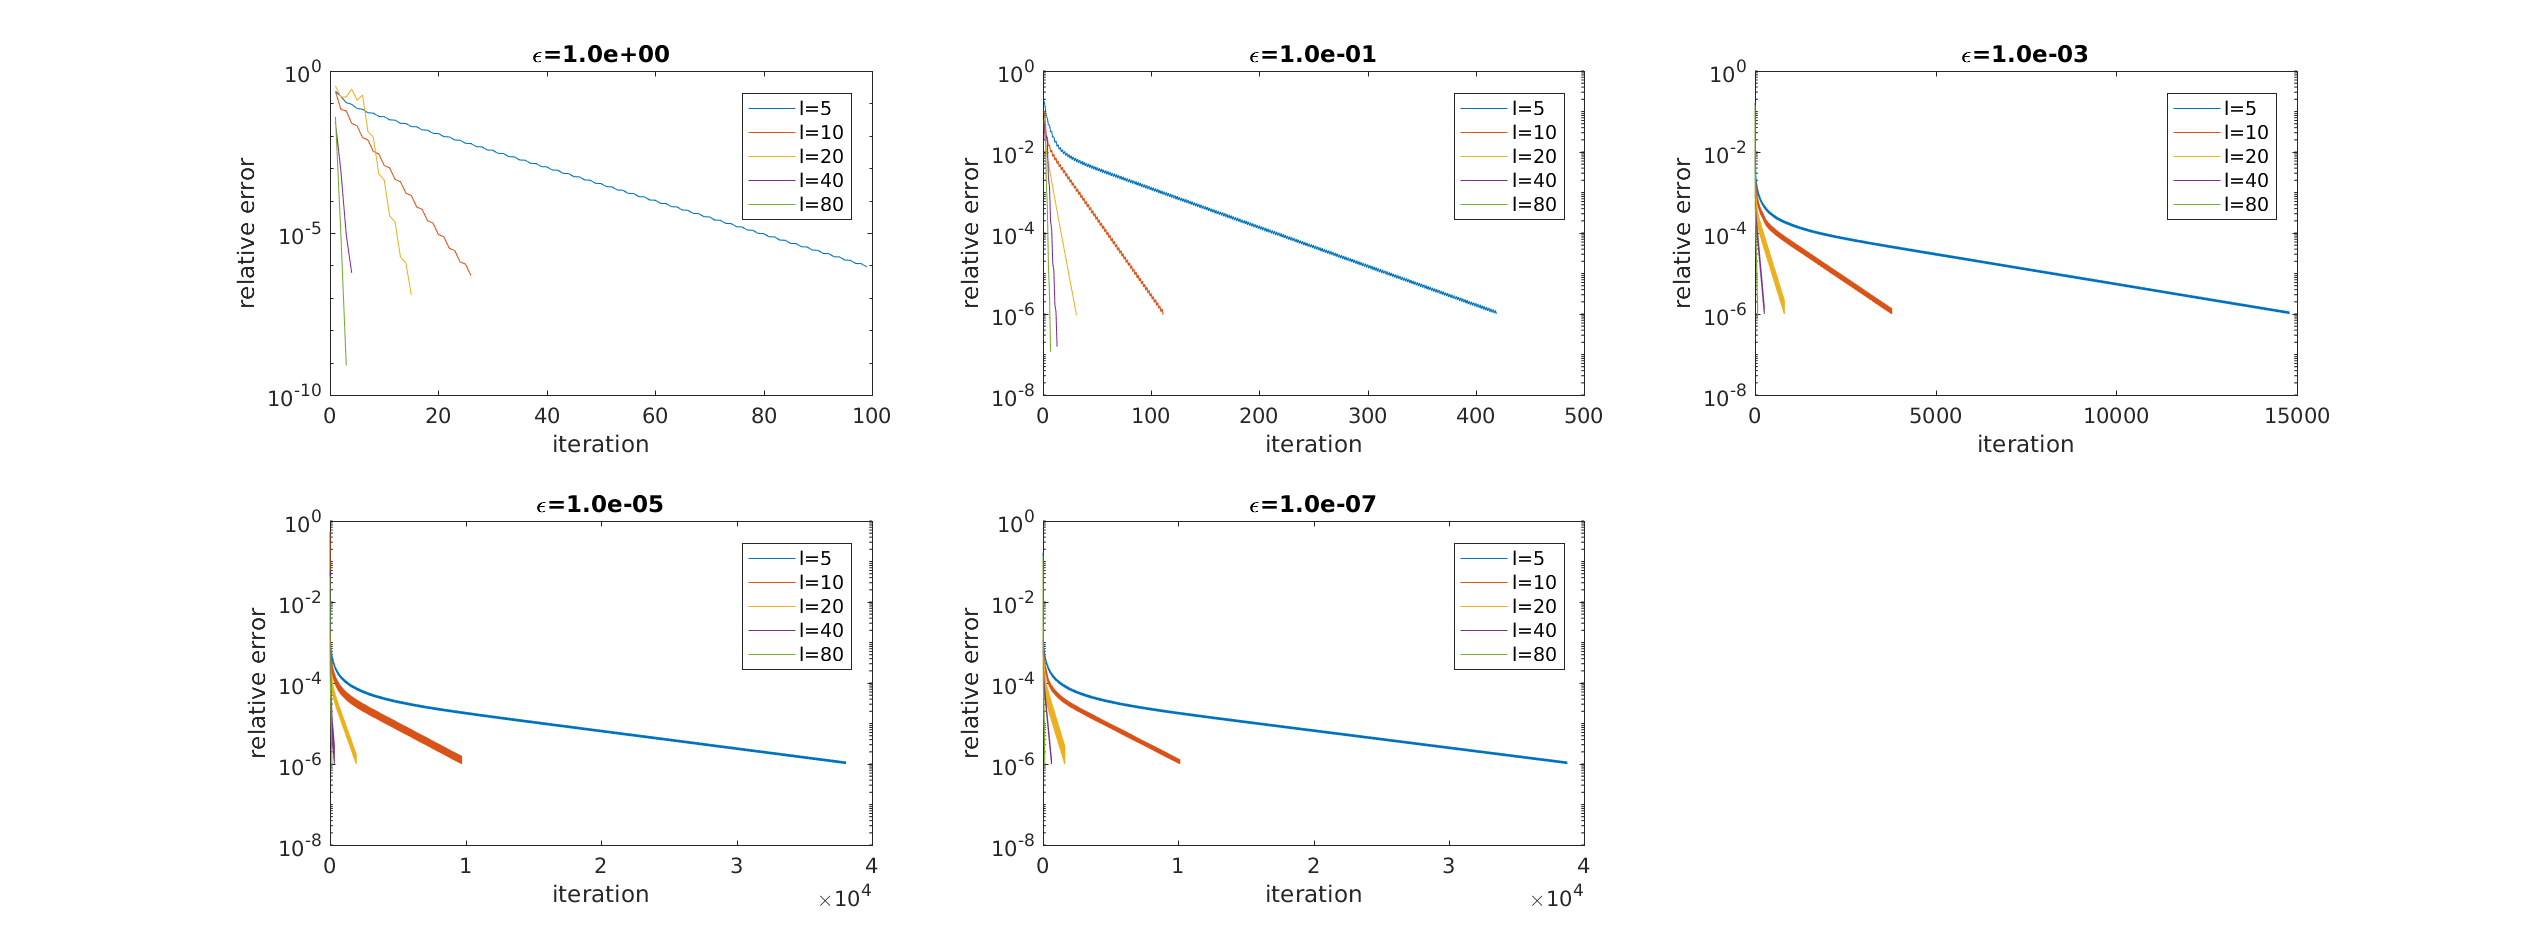 ϵ=1.0e+00
10^0
10^-5
10^-10
relative error
0 20 40 60 80 100
iteration
l=5
l=10
l=20
l=40
l=80
ϵ=1.0e-01
10^0
10^-2
10^-4
10^-6
10^-8
relative error
0 100 200 300 400 500
iteration
l=5
l=10
l=20
l=40
l=80
ϵ=1.0e-03
10^0
10^-2
10^-4
10^-6
10^-8
relative error
0 5000 10000 15000
iteration
l=5
l=10
l=20
l=40
l=80
ϵ=1.0e-05
10^0
10^-2
10^-4
10^-6
10^-8
relative error
0 1 2 3 4
×10^4
iteration
l=5
l=10
l=20
l=40
l=80
ϵ=1.0e-07
10^0
10^-2
10^-4
10^-6
10^-8
relative error
0 1 2 3 4
×10^4
iteration
l=5
l=10
l=20
l=40
l=80